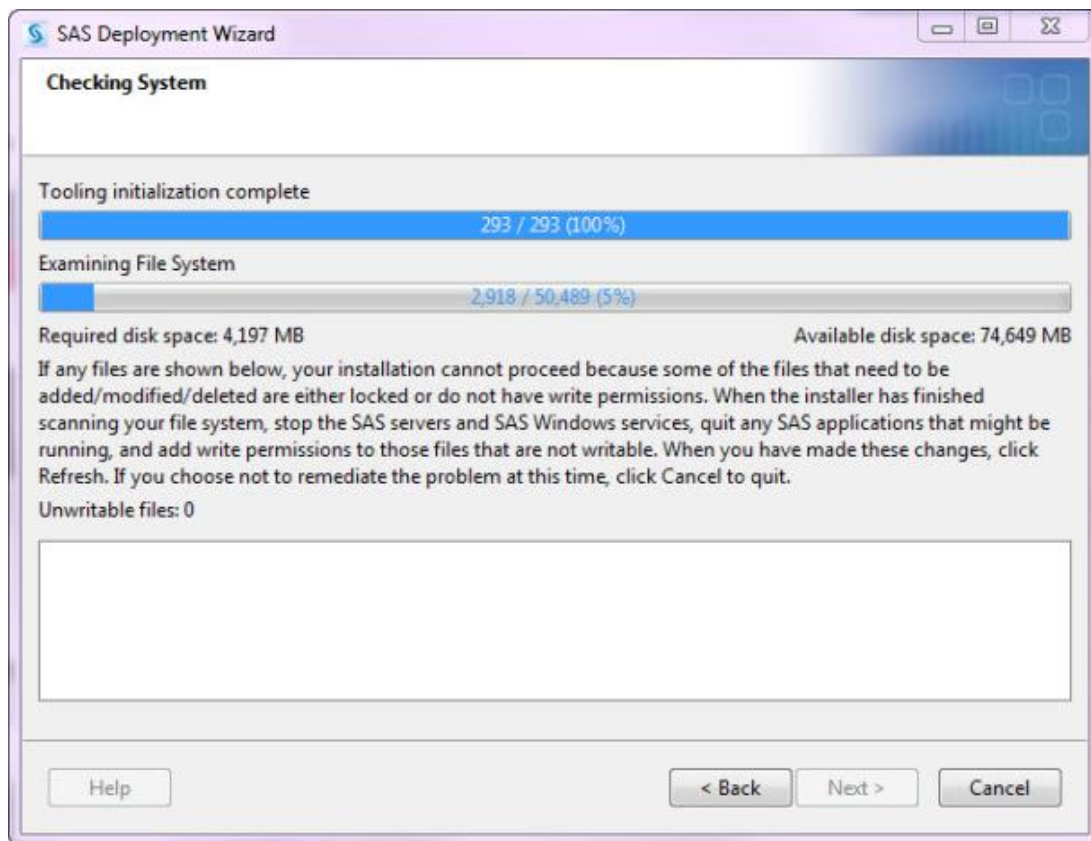 SAS Deployment Wizard
Checking System
Tooling initialization complete
293 / 293 (100%)
Examining File System
2,918 / 50,489 (5%)
Required disk space: 4,197 MB Available disk space: 74,649 MB
If any files are shown below, your installation cannot proceed because some of the files that need to be
added/modified/deleted are either locked or do not have write permissions. When the installer has finished
scanning your file system, stop the SAS servers and SAS Windows services, quit any SAS applications that might be
running, and add write permissions to those files that are not writable. When you have made these changes, click
Refresh. If you choose not to remediate the problem at this time, click Cancel to quit.
Unwritable files: 0
Help < Back Next > Cancel